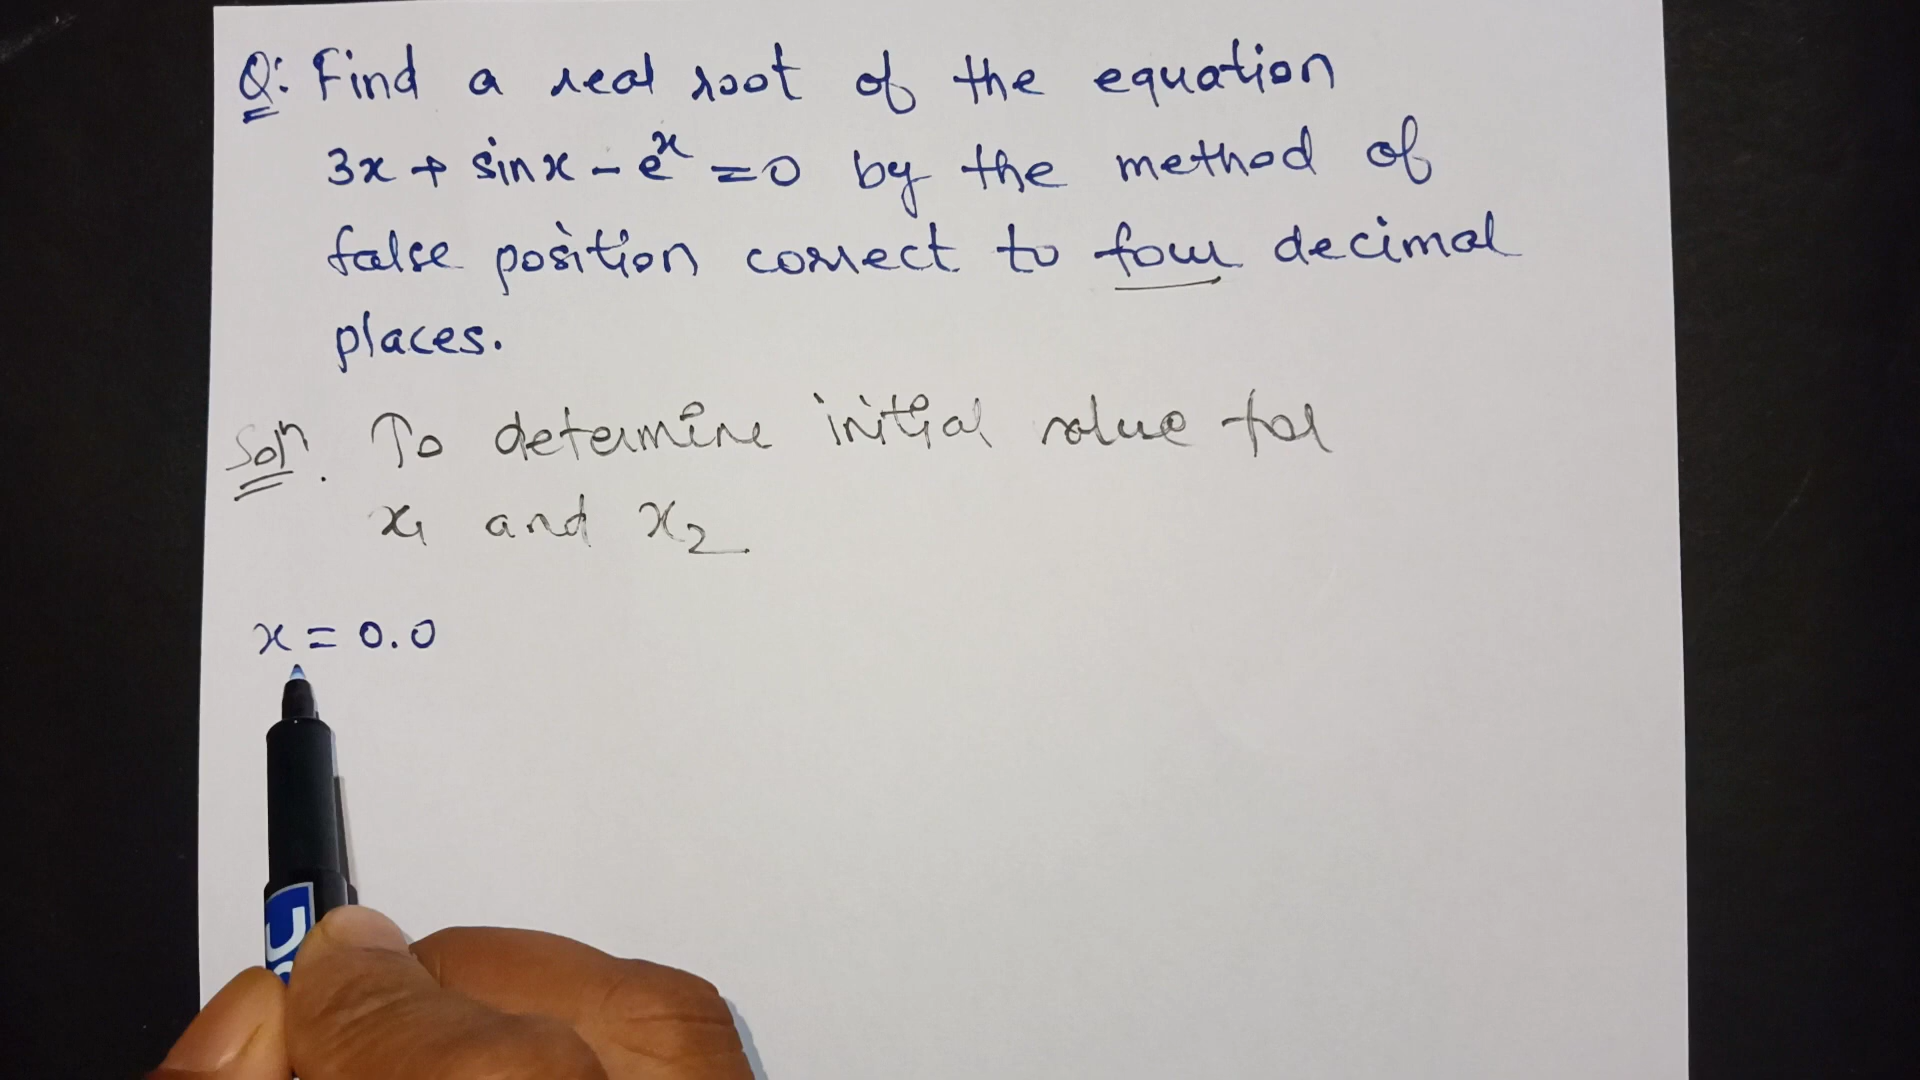 Q: Find a real root of the equation
3x + sinx - eˣ = 0 by the method of
false position correct to four decimal
places.
Solⁿ. To determine initial value for
x₁ and x₂
x = 0.0